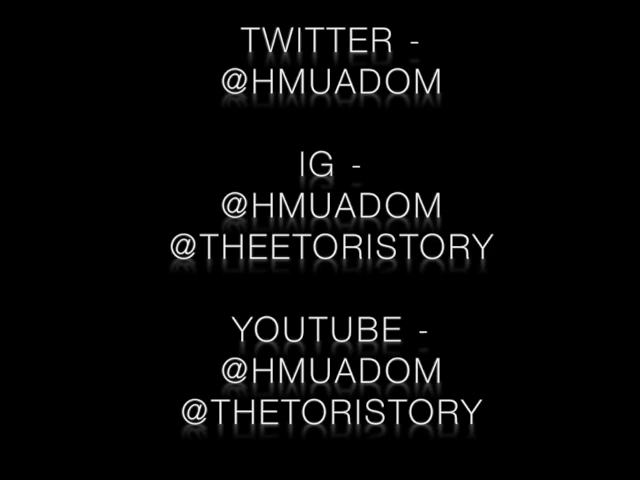 TWITTER -
@HMUADOM
IG -
@HMUADOM
@THEETORISTORY
YOUTUBE -
@HMUADOM
@THETORISTORY